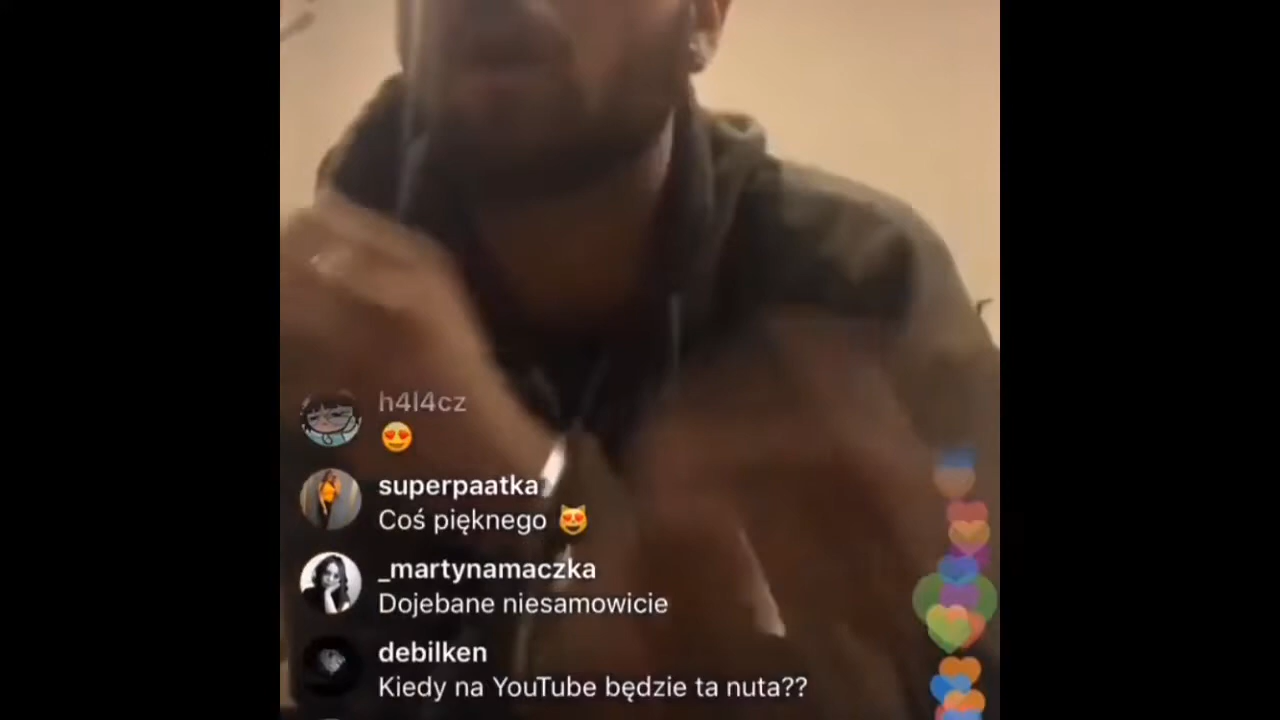 h4l4cz
😍
superpaatka
Coś pięknego 😻
_martynamaczka
Dojebane niesamowicie
debilken
Kiedy na YouTube będzie ta nuta??